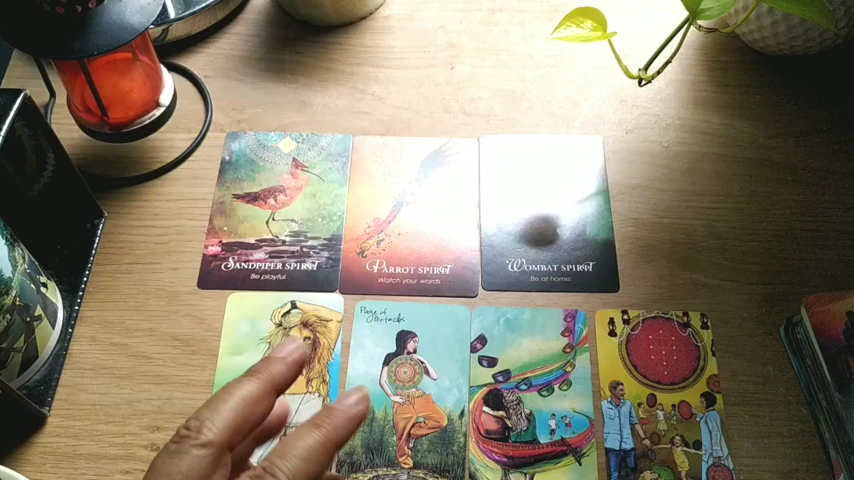 SANDPIPER SPIRIT
Be playful.
PARROT SPIRIT
Watch your words.
WOMBAT SPIRIT
Be at home.
Page of
Pentacles